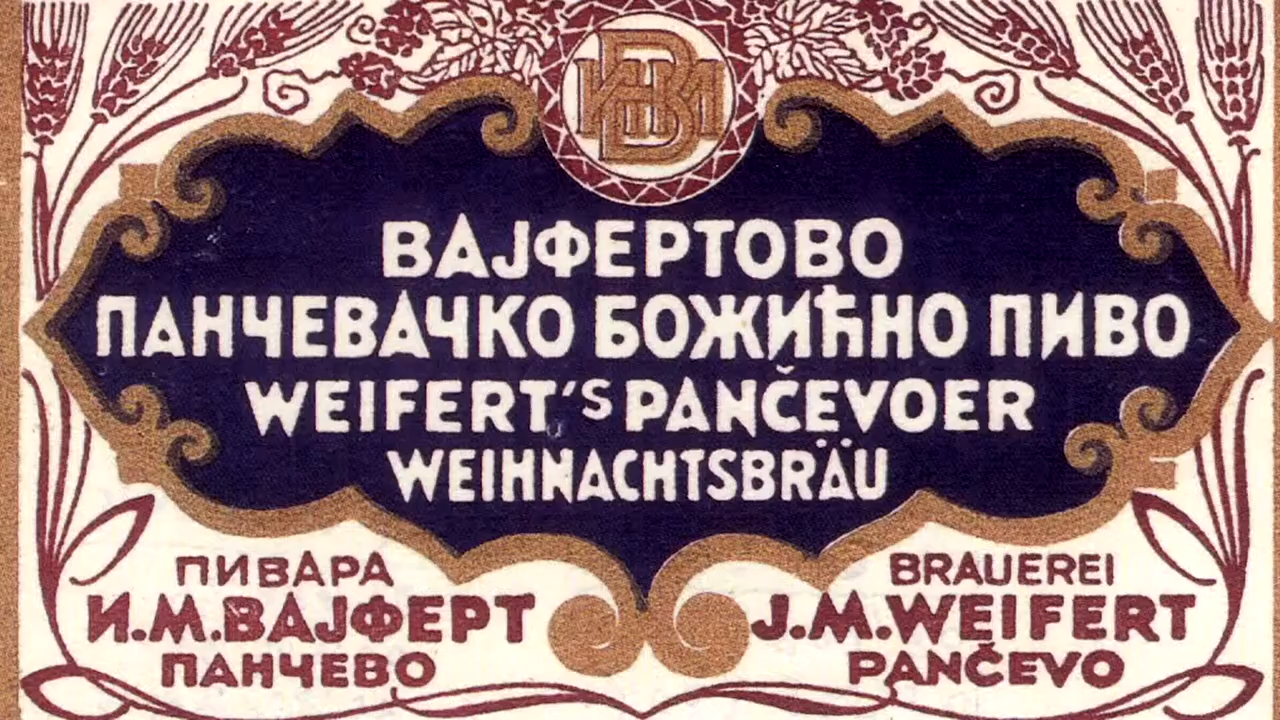 ВАЈФЕРТОВО
ПАНЧЕВАЧКО БОЖИЋНО ПИВО
WEIFERT'S PANČEVOER
WEIHNACHTSBRÄU
ПИВАРА
И.М.ВАЈФЕРТ
ПАНЧЕВО
BRAUEREI
J.M.WEIFERT
PANČEVO